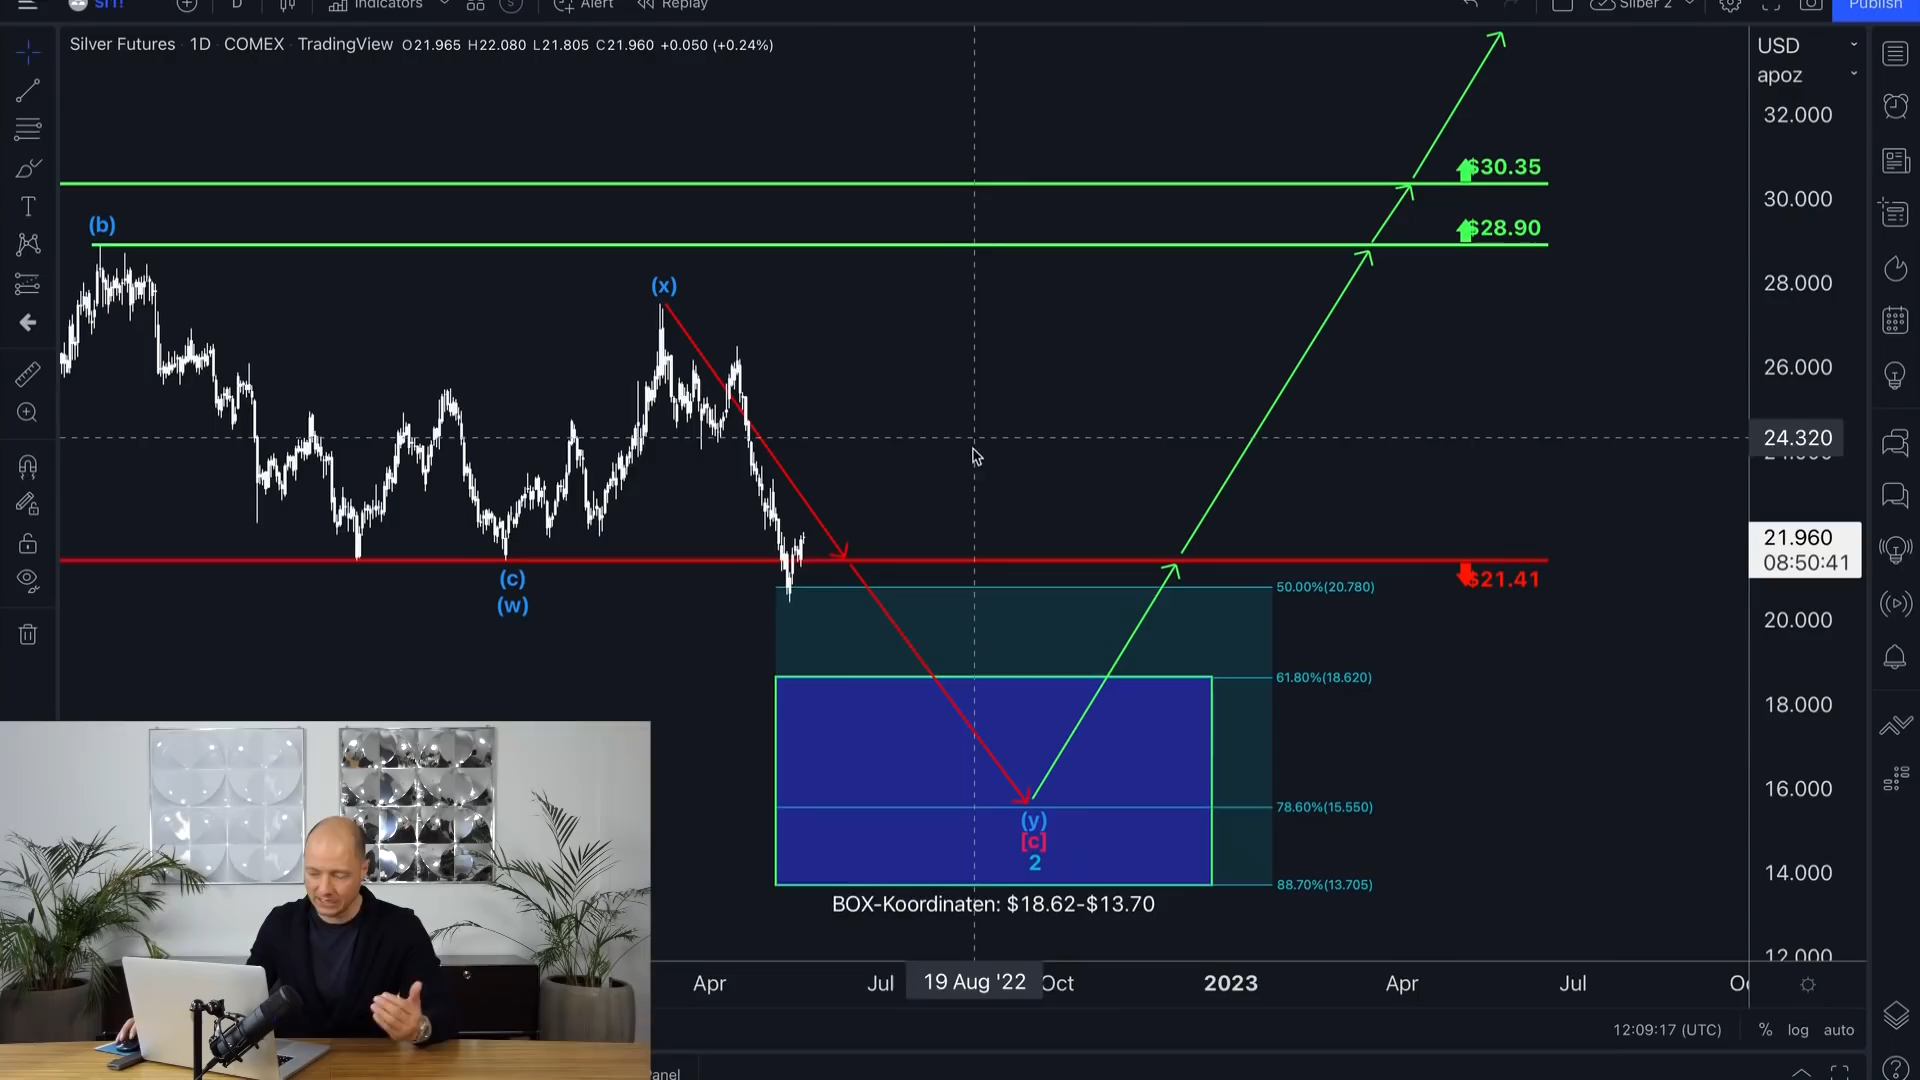 SI1!
D
Indicators
Alert
Replay
Silber 2
Publish
Silver Futures · 1D · COMEX · TradingView O21.965 H22.080 L21.805 C21.960 +0.050 (+0.24%)
USD
apoz
32.000
$30.35
30.000
(b)
$28.90
28.000
(x)
26.000
24.320
21.960
08:50:41
(c)
(w)
$21.41
50.00%(20.780)
20.000
61.80%(18.620)
18.000
16.000
78.60%(15.550)
(y)
[c]
2
14.000
88.70%(13.705)
BOX-Koordinaten: $18.62-$13.70
12.000
Apr
Jul
19 Aug '22
Oct
2023
Apr
Jul
12:09:17 (UTC)
%
log
auto